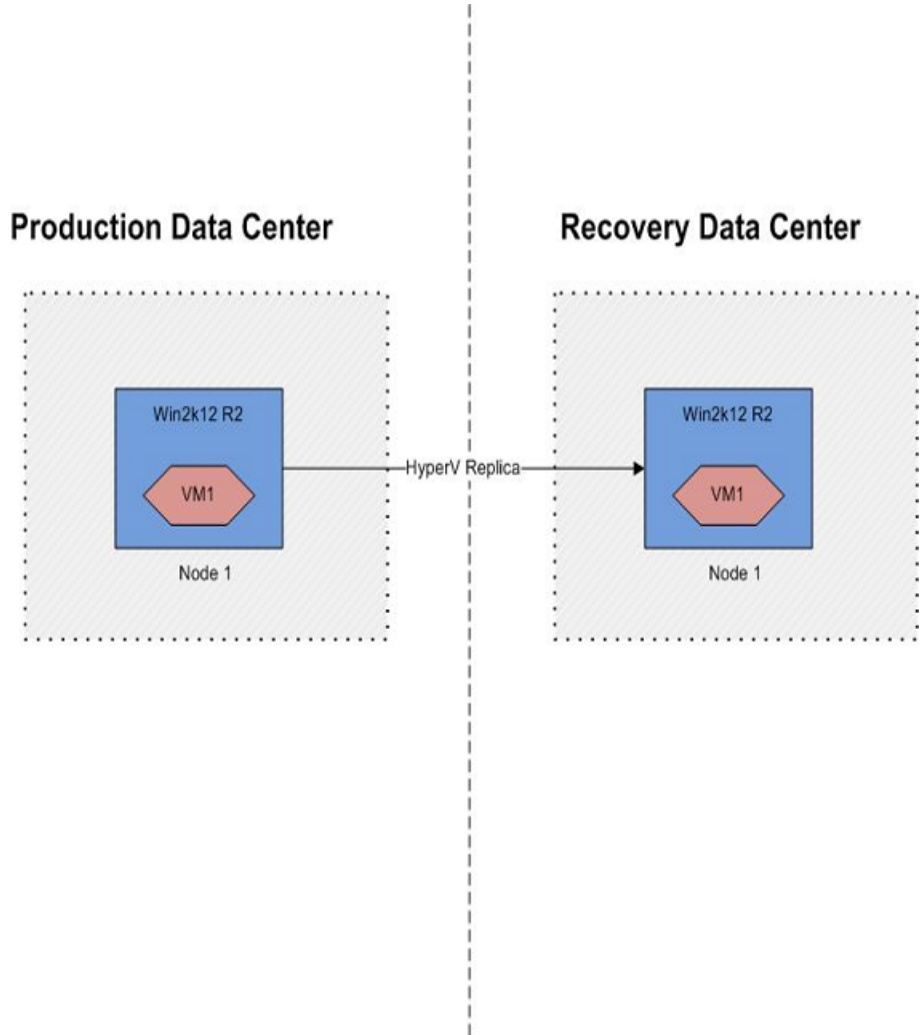 Production Data Center
Recovery Data Center
Win2k12 R2
VM1
Node 1
HyperV Replica
Win2k12 R2
VM1
Node 1